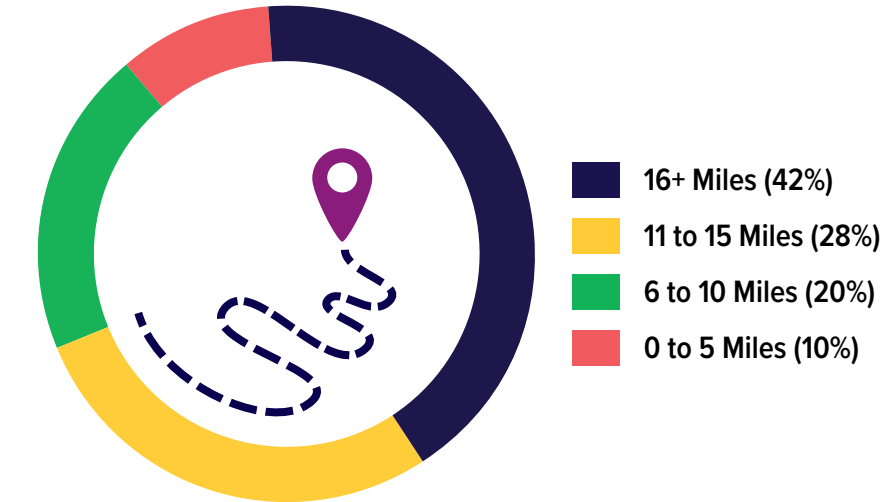 16+ Miles (42%)
11 to 15 Miles (28%)
6 to 10 Miles (20%)
0 to 5 Miles (10%)